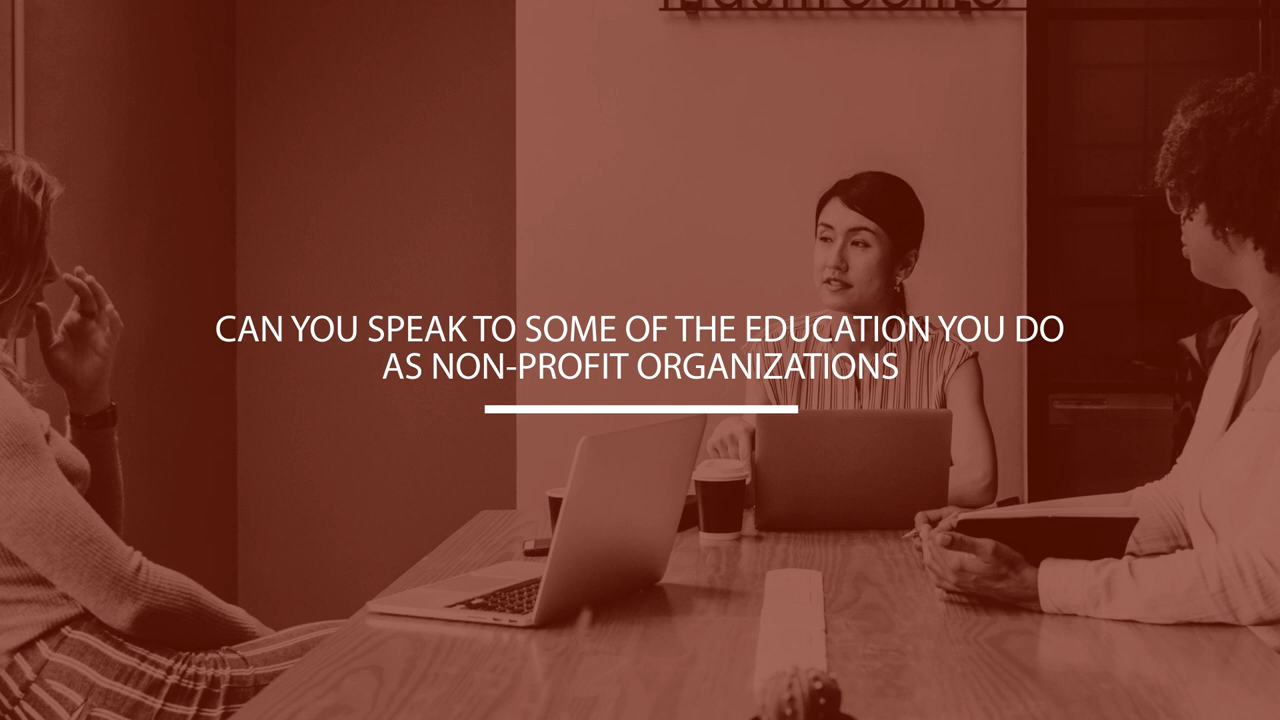 CAN YOU SPEAK TO SOME OF THE EDUCATION YOU DO
AS NON-PROFIT ORGANIZATIONS